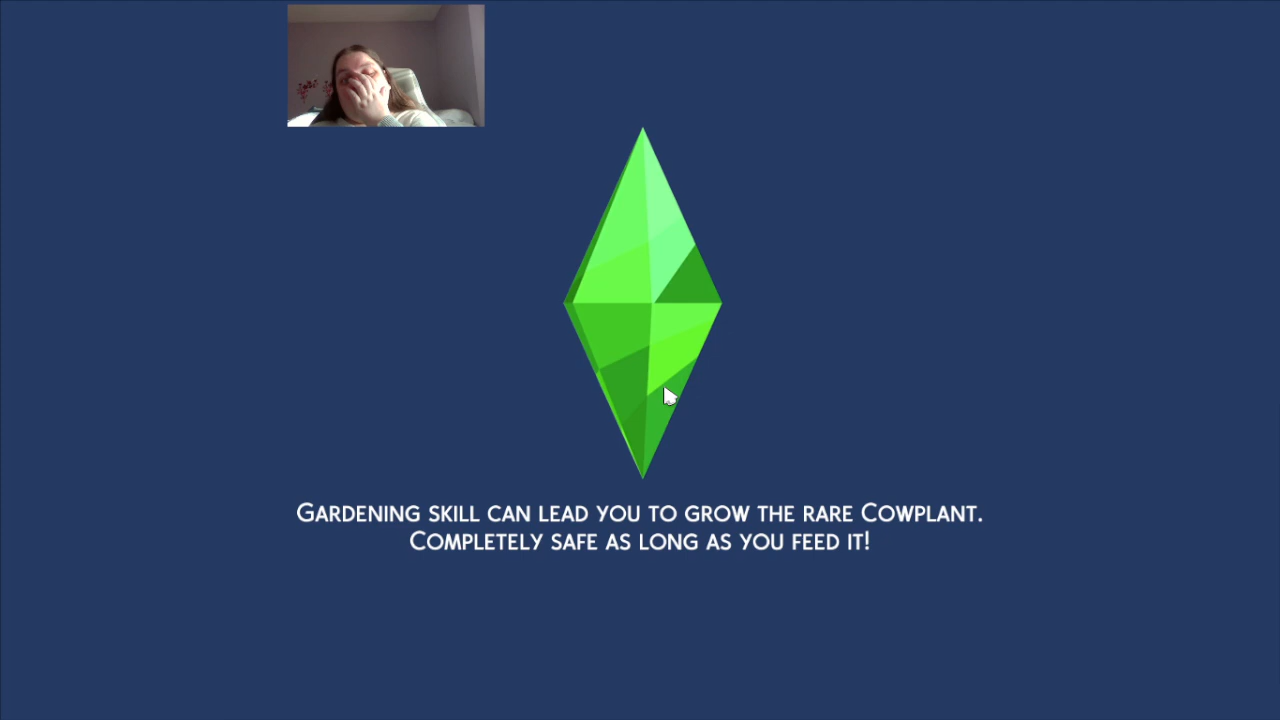 Gardening skill can lead you to grow the rare Cowplant.
Completely safe as long as you feed it!